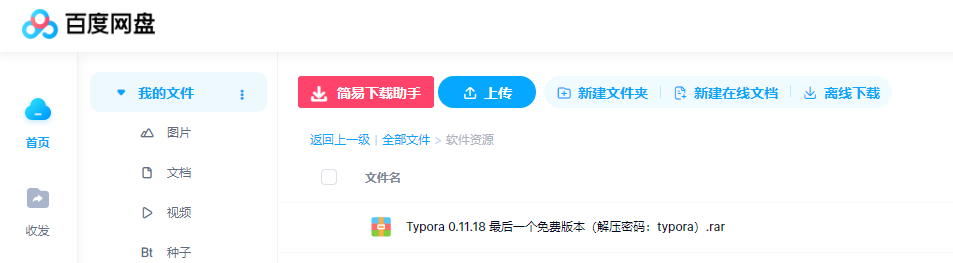 百度网盘
我的文件
简易下载助手 上传 新建文件夹 新建在线文档 离线下载
首页
图片
返回上一级 | 全部文件 > 软件资源
文档
文件名
视频
收发
Typora 0.11.18 最后一个免费版本（解压密码：typora）.rar
Bt 种子